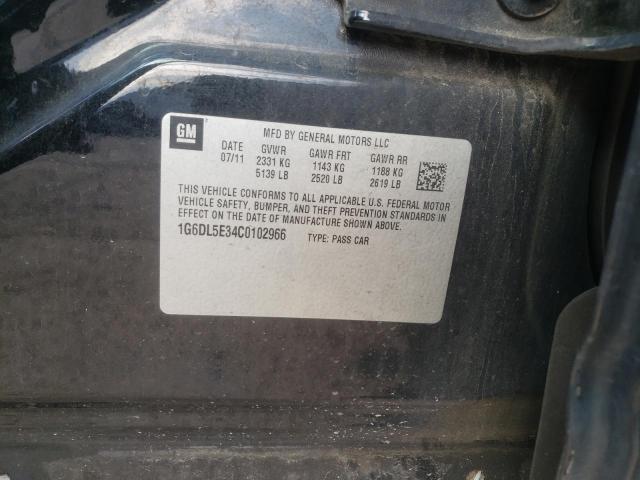 GM
MFD BY GENERAL MOTORS LLC
DATE GVWR GAWR FRT GAWR RR
07/11 2331 KG 1143 KG 1188 KG
5139 LB 2520 LB 2619 LB
THIS VEHICLE CONFORMS TO ALL APPLICABLE U.S. FEDERAL MOTOR
VEHICLE SAFETY, BUMPER, AND THEFT PREVENTION STANDARDS IN
EFFECT ON THE DATE OF MANUFACTURE SHOWN ABOVE.
1G6DL5E34C0102966 TYPE: PASS CAR